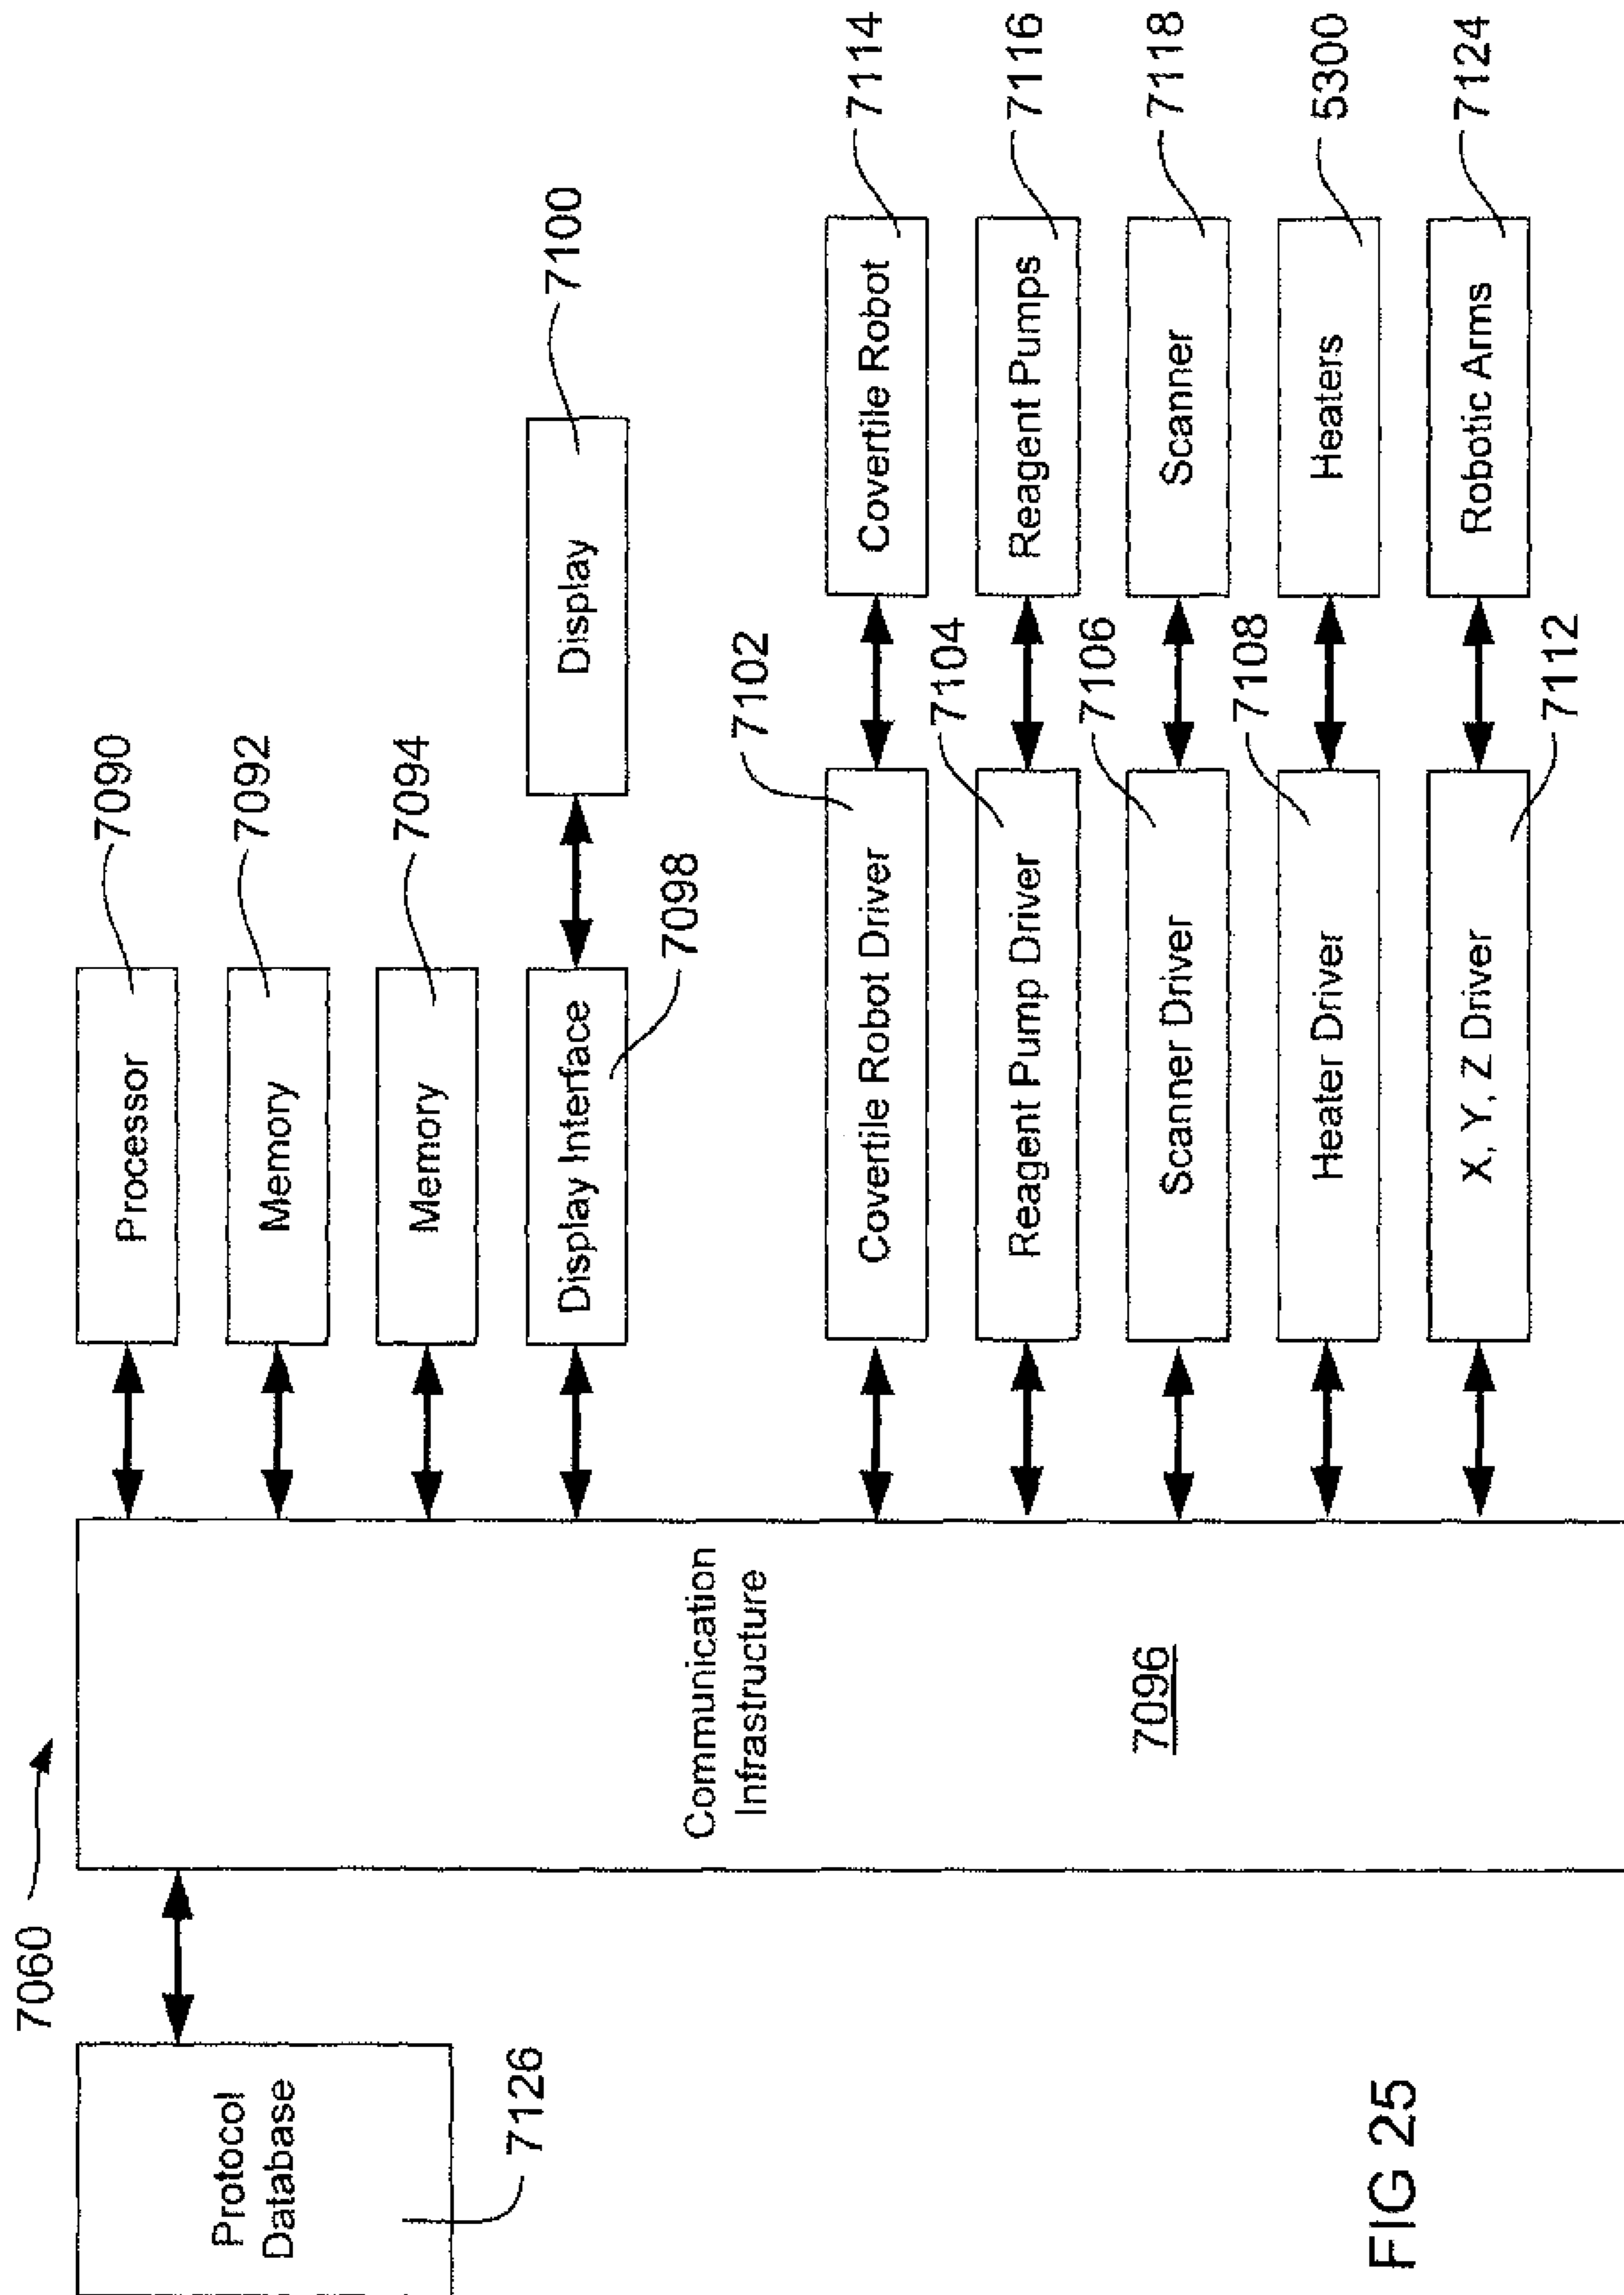 7060
Protocol
Database
7126
Communication
Infrastructure
7096
Processor
7090
Memory
7092
Memory
7094
Display Interface
7098
Display
7100
Covertile Robot Driver
7102
Covertile Robot
7114
Reagent Pump Driver
7104
Reagent Pumps
7116
Scanner Driver
7106
Scanner
7118
Heater Driver
7108
Heaters
5300
X, Y, Z Driver
7112
Robotic Arms
7124
FIG 25